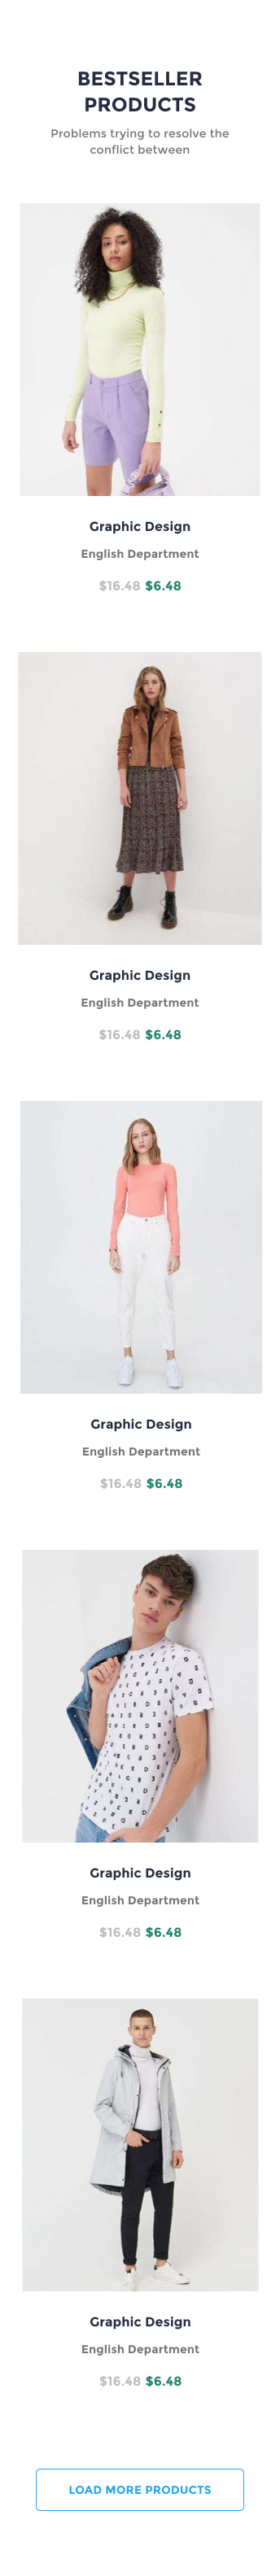 BESTSELLER
PRODUCTS
Problems trying to resolve the
conflict between
Graphic Design
English Department
$16.48 $6.48
Graphic Design
English Department
$16.48 $6.48
Graphic Design
English Department
$16.48 $6.48
Graphic Design
English Department
$16.48 $6.48
Graphic Design
English Department
$16.48 $6.48
LOAD MORE PRODUCTS